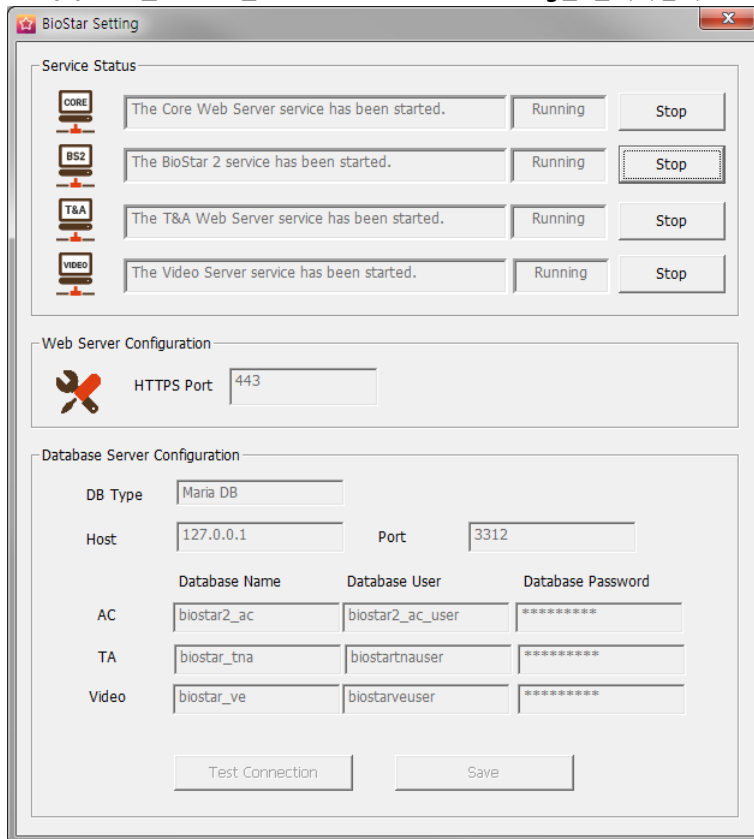 BioStar Setting
Service Status
CORE
The Core Web Server service has been started.
Running
Stop
BS2
The BioStar 2 service has been started.
Running
Stop
T&A
The T&A Web Server service has been started.
Running
Stop
VIDEO
The Video Server service has been started.
Running
Stop
Web Server Configuration
HTTPS Port
443
Database Server Configuration
DB Type
Maria DB
Host
127.0.0.1
Port
3312
Database Name
Database User
Database Password
AC
biostar2_ac
biostar2_ac_user
*********
TA
biostar_tna
biostartnauser
*********
Video
biostar_ve
biostarveuser
*********
Test Connection
Save